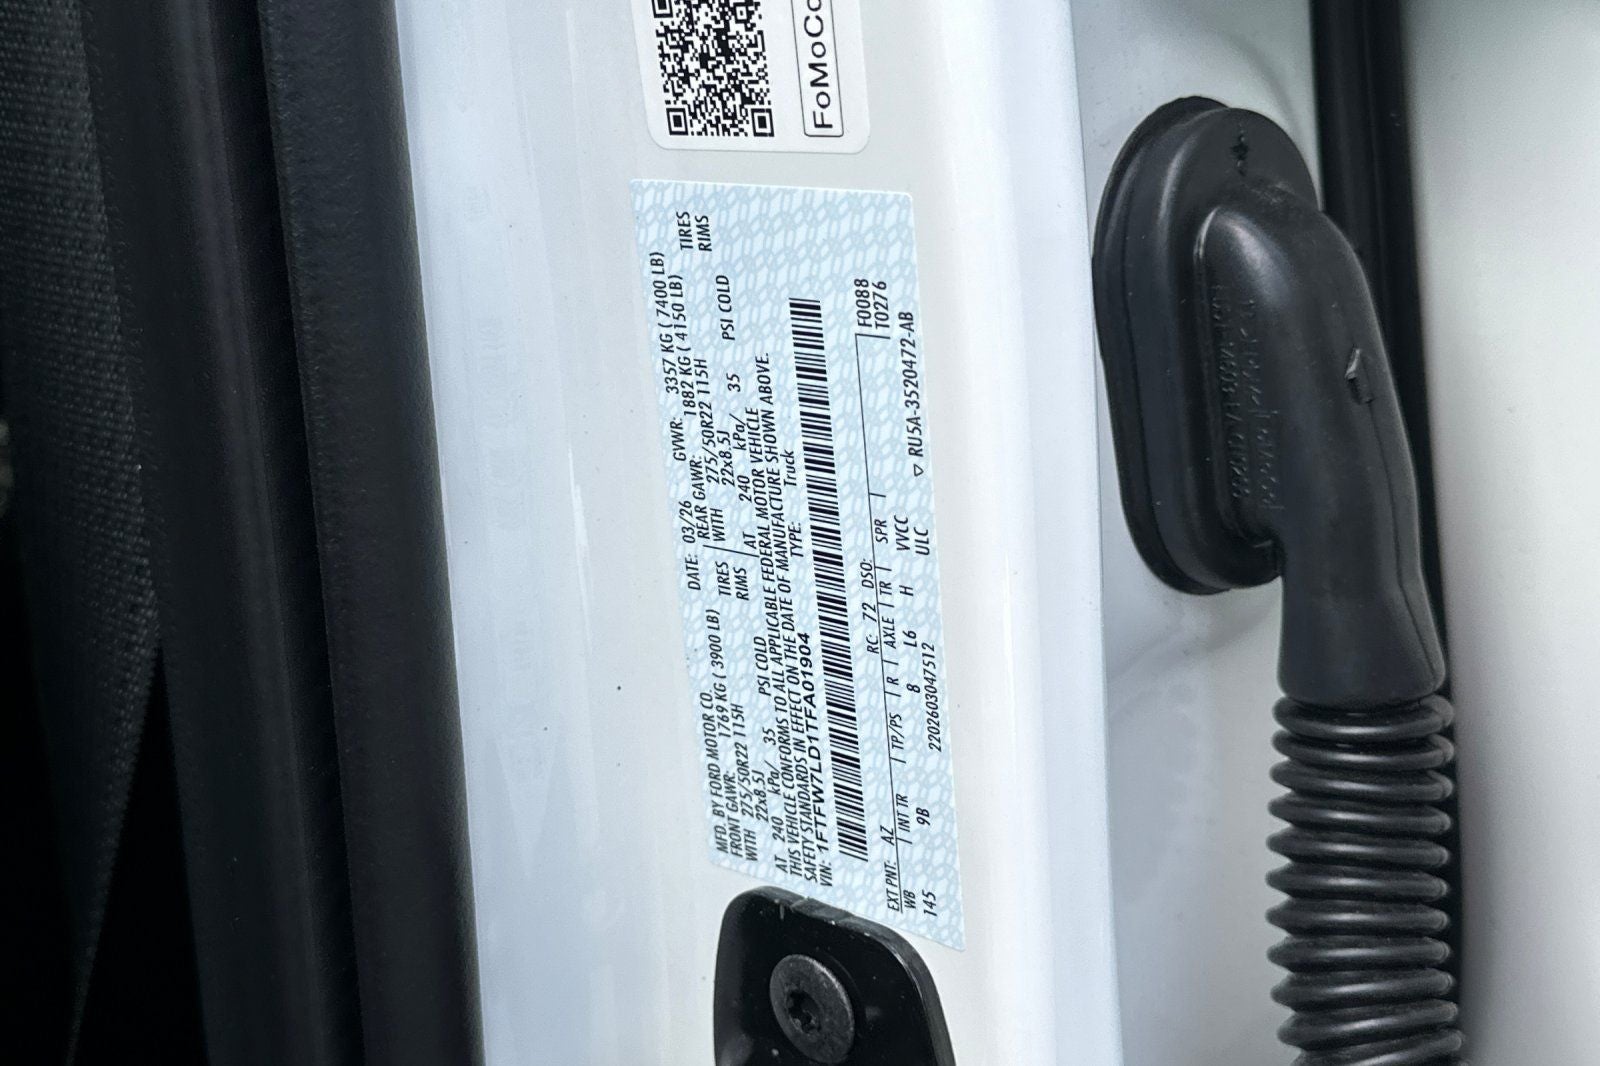 FoMoCo
MFD. BY FORD MOTOR CO.
DATE: 03/26 GVWR: 3357 KG ( 7400 LB)
FRONT GAWR: 1769 KG ( 3900 LB)
REAR GAWR: 1882 KG ( 4150 LB)
WITH 275/50R22 115H TIRES
WITH 275/50R22 115H TIRES
22x8.5J RIMS
22x8.5J RIMS
AT 240 kPa/ 35 PSI COLD
AT 240 kPa/ 35 PSI COLD
THIS VEHICLE CONFORMS TO ALL APPLICABLE FEDERAL MOTOR VEHICLE
SAFETY STANDARDS IN EFFECT ON THE DATE OF MANUFACTURE SHOWN ABOVE.
VIN: 1FTFW7LD1TFA01904 TYPE: Truck
F0088
T0276
EXT PNT: AZ RC: 72 DSO:
WB INT TR TP/PS R AXLE TR SPR
145 9B 8 L6 H VVCC
ULC
2202603047512 ▽ RU5A-3520472-AB